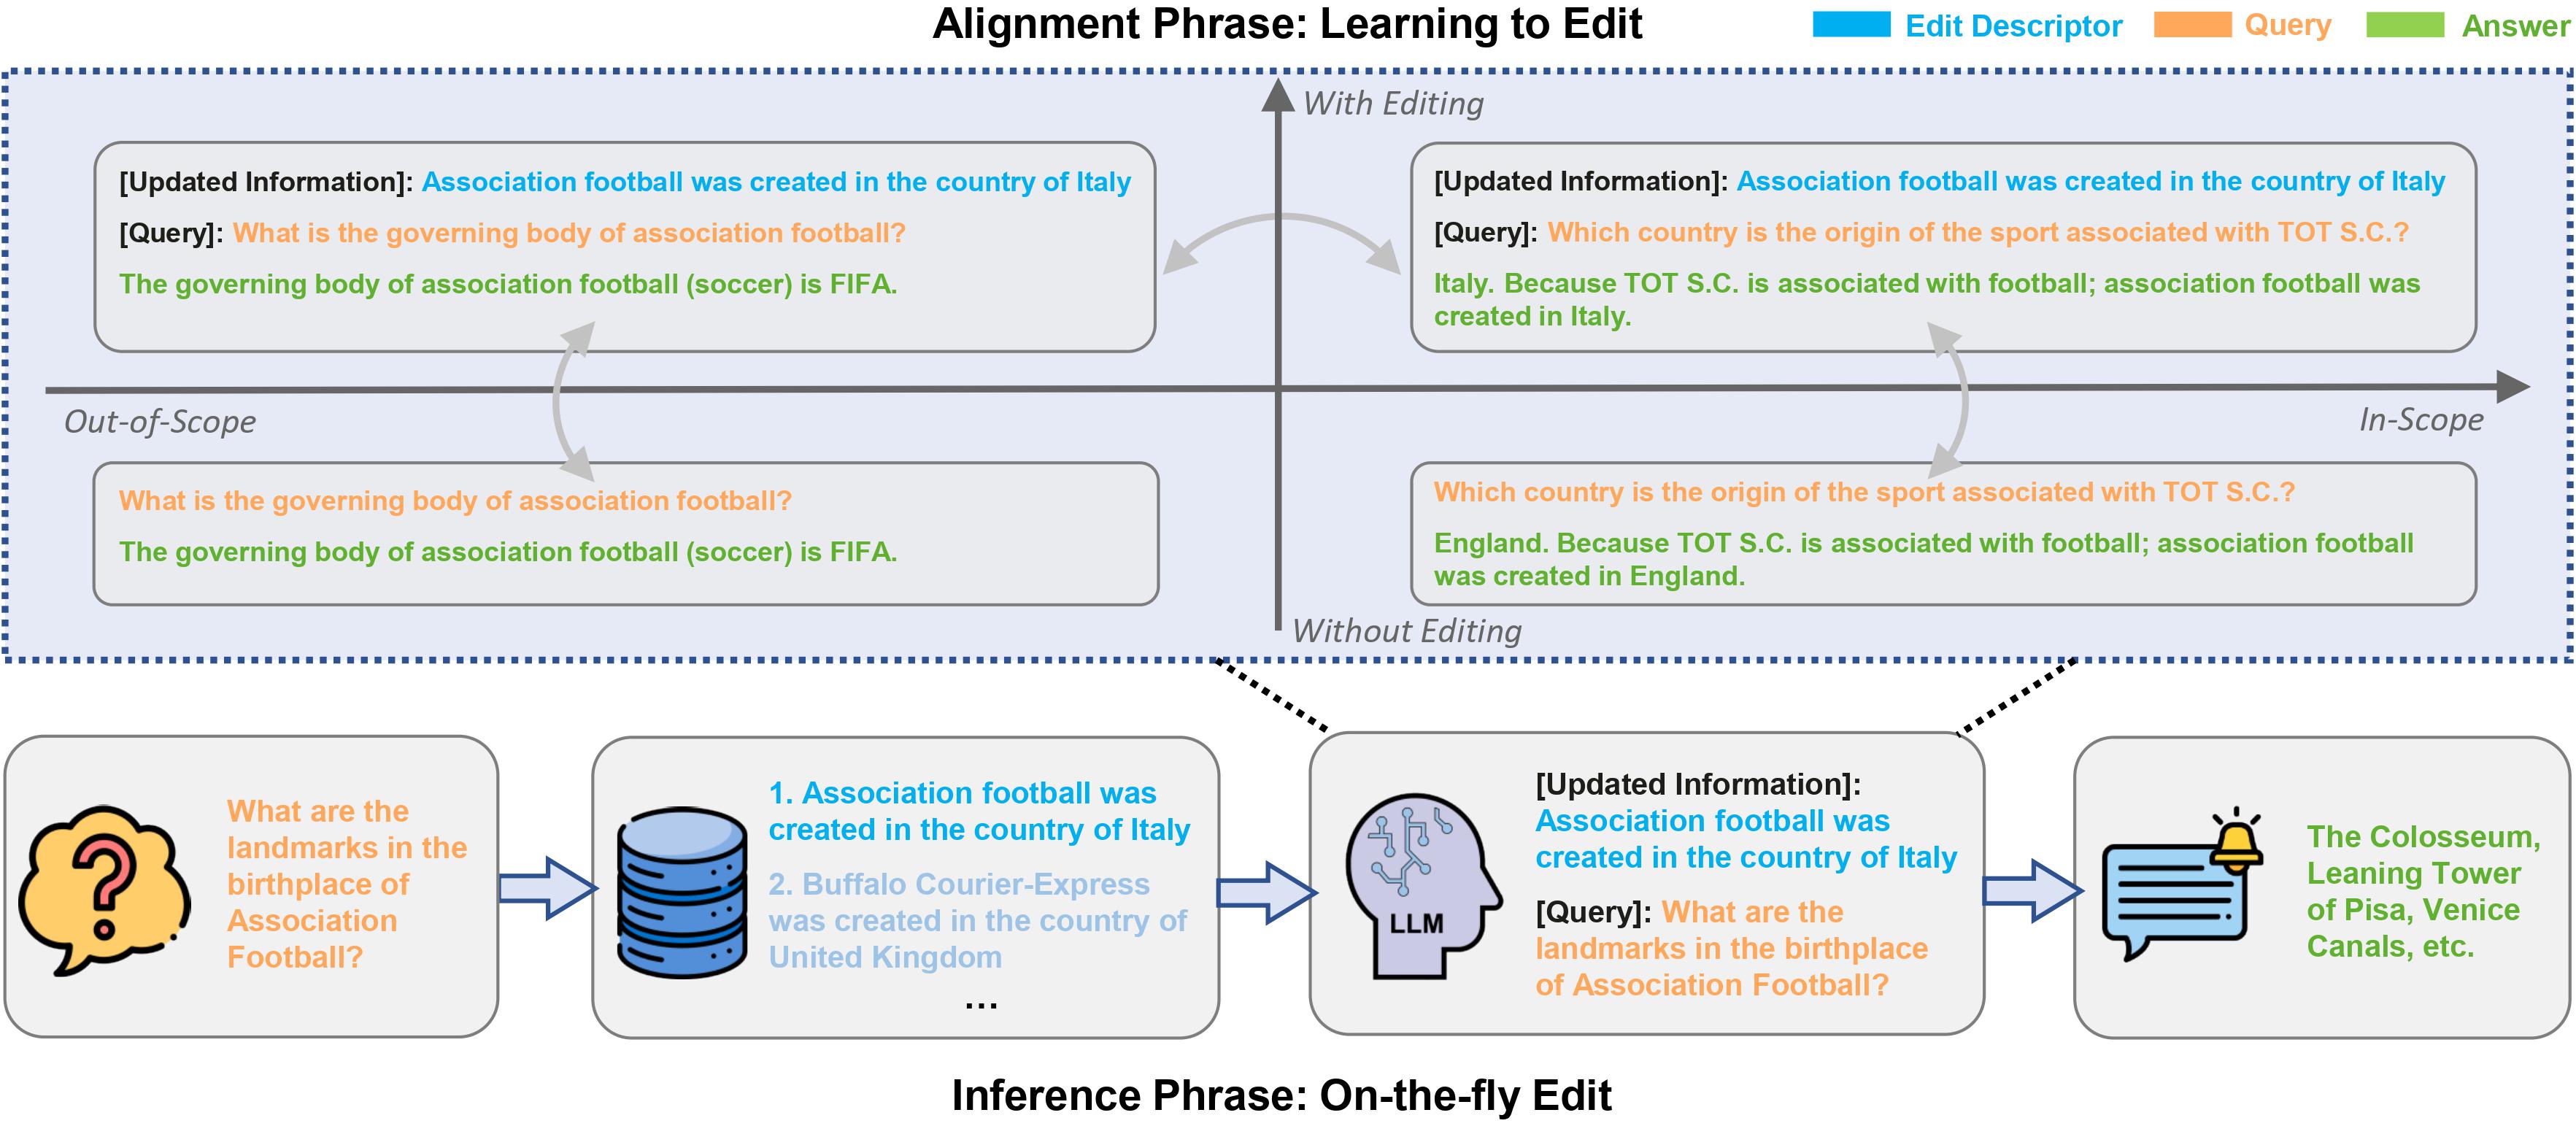 Alignment Phrase: Learning to Edit
Edit Descriptor
Query
Answer
With Editing
[Updated Information]: Association football was created in the country of Italy
[Query]: What is the governing body of association football?
The governing body of association football (soccer) is FIFA.
[Updated Information]: Association football was created in the country of Italy
[Query]: Which country is the origin of the sport associated with TOT S.C.?
Italy. Because TOT S.C. is associated with football; association football was
created in Italy.
Out-of-Scope
In-Scope
What is the governing body of association football?
The governing body of association football (soccer) is FIFA.
Which country is the origin of the sport associated with TOT S.C.?
England. Because TOT S.C. is associated with football; association football
was created in England.
Without Editing
What are the
landmarks in the
birthplace of
Association
Football?
1. Association football was
created in the country of Italy
2. Buffalo Courier-Express
was created in the country of
United Kingdom
...
LLM
[Updated Information]:
Association football was
created in the country of Italy
[Query]: What are the
landmarks in the birthplace
of Association Football?
The Colosseum,
Leaning Tower
of Pisa, Venice
Canals, etc.
Inference Phrase: On-the-fly Edit